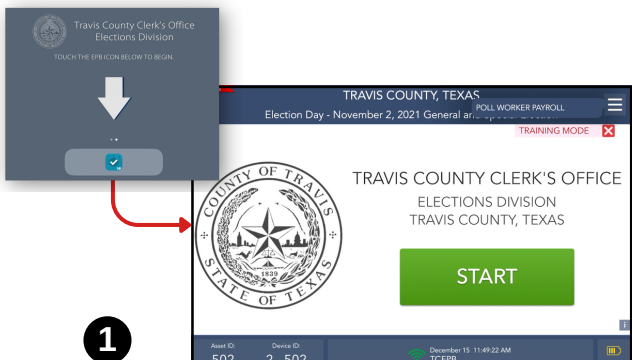 Travis County Clerk's Office
Elections Division
TOUCH THE EPB ICON BELOW TO BEGIN.
TRAVIS COUNTY, TEXAS
POLL WORKER PAYROLL
Election Day - November 2, 2021 General and Special Election
TRAINING MODE
COUNTY OF TRAVIS
STATE OF TEXAS
1839
TRAVIS COUNTY CLERK'S OFFICE
ELECTIONS DIVISION
TRAVIS COUNTY, TEXAS
START
i
1
Asset ID:
502
Device ID:
2 502
December 15 11:49:22 AM
TCEPB